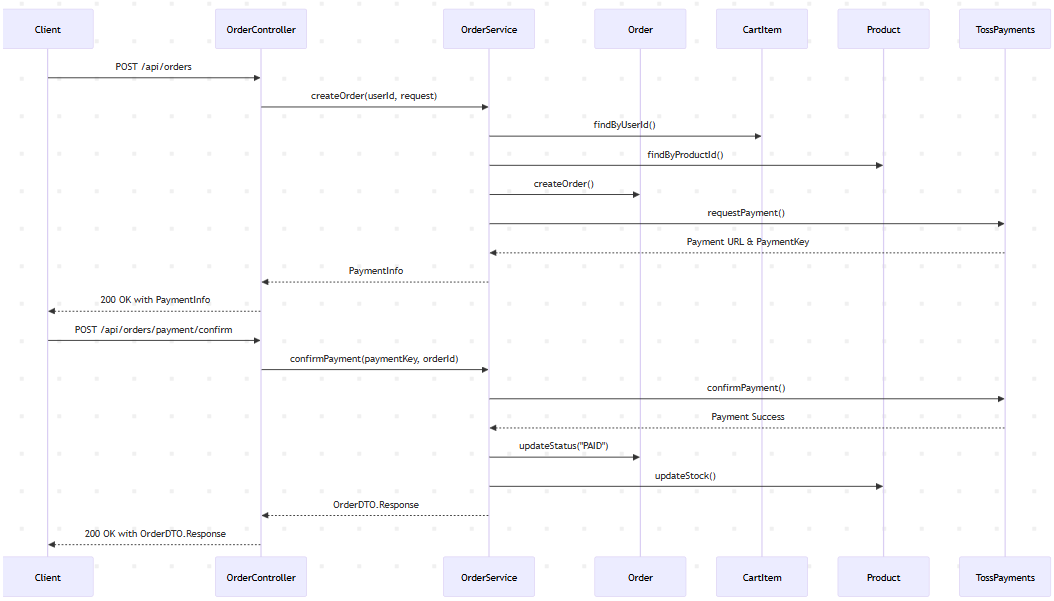 Client
OrderController
OrderService
Order
CartItem
Product
TossPayments
POST /api/orders
createOrder(userId, request)
findByUserId()
findByProductId()
createOrder()
requestPayment()
Payment URL & PaymentKey
PaymentInfo
200 OK with PaymentInfo
POST /api/orders/payment/confirm
confirmPayment(paymentKey, orderId)
confirmPayment()
Payment Success
updateStatus("PAID")
updateStock()
OrderDTO.Response
200 OK with OrderDTO.Response
Client
OrderController
OrderService
Order
CartItem
Product
TossPayments